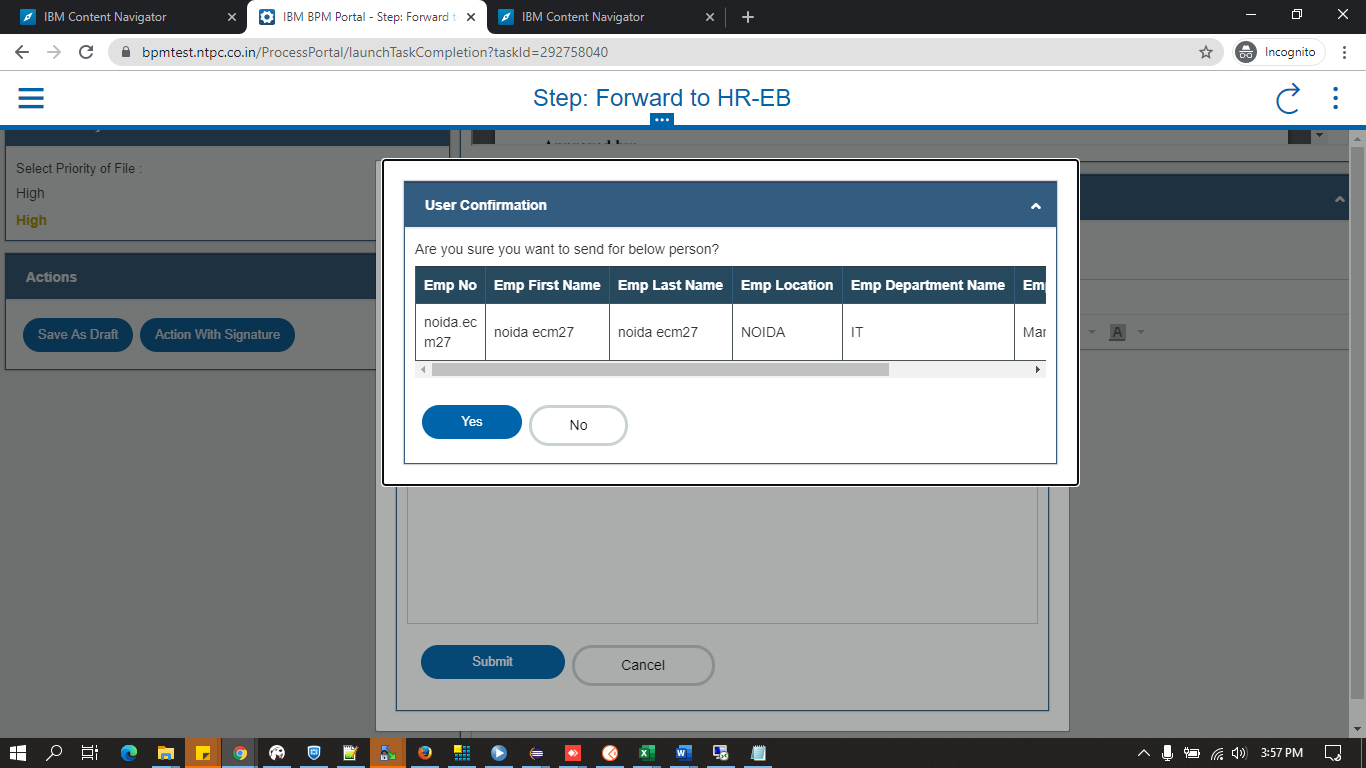 IBM Content Navigator
IBM BPM Portal - Step: Forward t
IBM Content Navigator
bpmtest.ntpc.co.in/ProcessPortal/launchTaskCompletion?taskId=292758040
Incognito
Step: Forward to HR-EB
Select Priority of File :
High
High
Actions
Save As Draft
Action With Signature
User Confirmation
Are you sure you want to send for below person?
Emp No Emp First Name Emp Last Name Emp Location Emp Department Name Emp
noida.ecm27 noida ecm27 noida ecm27 NOIDA IT Mar
Yes
No
A
Submit
Cancel
3:57 PM